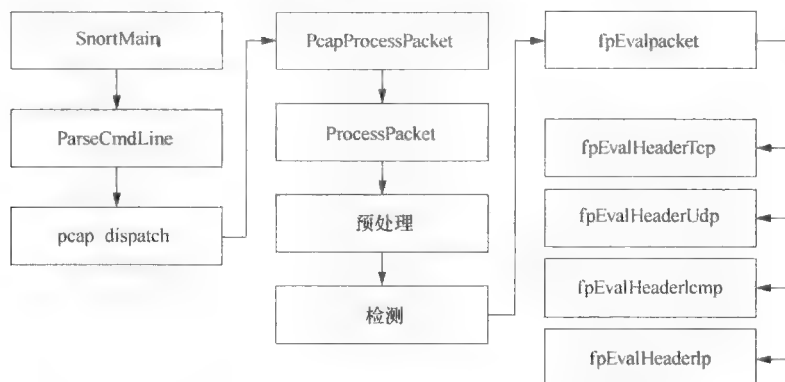 SnortMain
ParseCmdLine
pcap dispatch
PcapProcessPacket
ProcessPacket
预处理
检测
fpEvalpacket
fpEvalHeaderTcp
fpEvalHeaderUdp
fpEvalHeaderIcmp
fpEvalHeaderIp